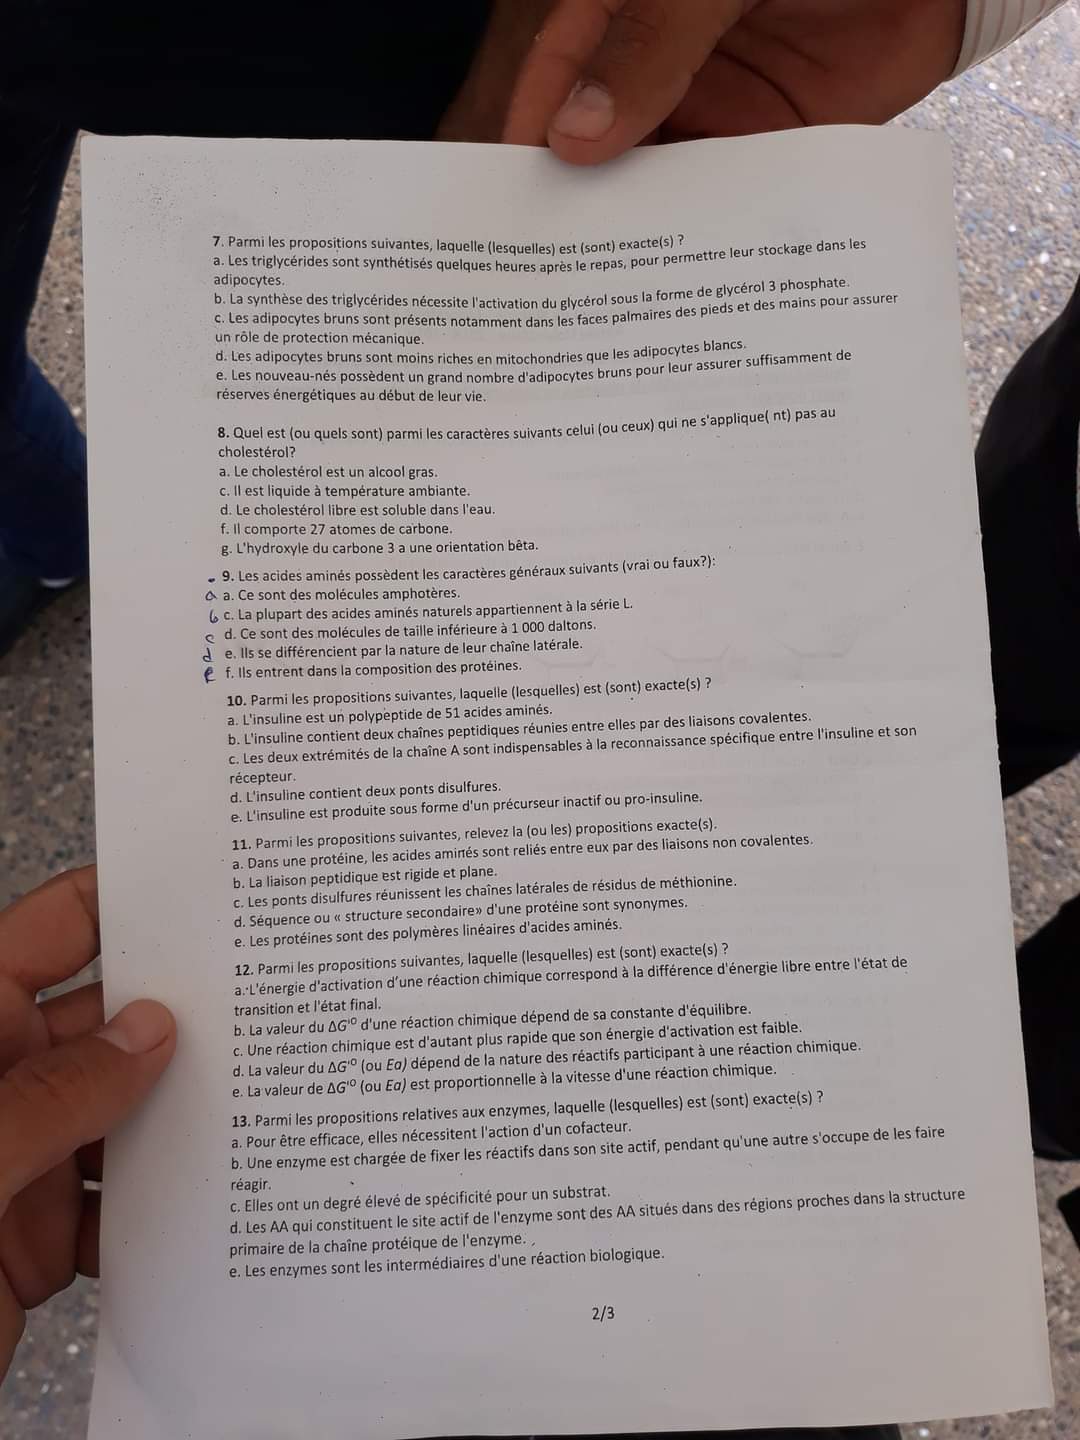 7. Parmi les propositions suivantes, laquelle (lesquelles) est (sont) exacte(s) ?
a. Les triglycérides sont synthétisés quelques heures après le repas, pour permettre leur stockage dans les
adipocytes.
b. La synthèse des triglycérides nécessite l'activation du glycérol sous la forme de glycérol 3 phosphate.
c. Les adipocytes bruns sont présents notamment dans les faces palmaires des pieds et des mains pour assurer
un rôle de protection mécanique.
d. Les adipocytes bruns sont moins riches en mitochondries que les adipocytes blancs.
e. Les nouveau-nés possèdent un grand nombre d'adipocytes bruns pour leur assurer suffisamment de
réserves énergétiques au début de leur vie.
8. Quel est (ou quels sont) parmi les caractères suivants celui (ou ceux) qui ne s'applique( nt) pas au
cholestérol?
a. Le cholestérol est un alcool gras.
c. Il est liquide à température ambiante.
d. Le cholestérol libre est soluble dans l'eau.
f. Il comporte 27 atomes de carbone.
g. L'hydroxyle du carbone 3 a une orientation bêta.
9. Les acides aminés possèdent les caractères généraux suivants (vrai ou faux?):
a a. Ce sont des molécules amphotères.
b c. La plupart des acides aminés naturels appartiennent à la série L.
c d. Ce sont des molécules de taille inférieure à 1 000 daltons.
d e. Ils se différencient par la nature de leur chaîne latérale.
e f. Ils entrent dans la composition des protéines.
10. Parmi les propositions suivantes, laquelle (lesquelles) est (sont) exacte(s) ?
a. L'insuline est un polypeptide de 51 acides aminés.
b. L'insuline contient deux chaînes peptidiques réunies entre elles par des liaisons covalentes.
c. Les deux extrémités de la chaîne A sont indispensables à la reconnaissance spécifique entre l'insuline et son
récepteur.
d. L'insuline contient deux ponts disulfures.
e. L'insuline est produite sous forme d'un précurseur inactif ou pro-insuline.
11. Parmi les propositions suivantes, relevez la (ou les) propositions exacte(s).
a. Dans une protéine, les acides aminés sont reliés entre eux par des liaisons non covalentes.
b. La liaison peptidique est rigide et plane.
c. Les ponts disulfures réunissent les chaînes latérales de résidus de méthionine.
d. Séquence ou « structure secondaire» d'une protéine sont synonymes.
e. Les protéines sont des polymères linéaires d'acides aminés.
12. Parmi les propositions suivantes, laquelle (lesquelles) est (sont) exacte(s) ?
a. L'énergie d'activation d'une réaction chimique correspond à la différence d'énergie libre entre l'état de
transition et l'état final.
b. La valeur du ΔG'⁰ d'une réaction chimique dépend de sa constante d'équilibre.
c. Une réaction chimique est d'autant plus rapide que son énergie d'activation est faible.
d. La valeur du ΔG'⁰ (ou Ea) dépend de la nature des réactifs participant à une réaction chimique.
e. La valeur de ΔG'⁰ (ou Ea) est proportionnelle à la vitesse d'une réaction chimique.
13. Parmi les propositions relatives aux enzymes, laquelle (lesquelles) est (sont) exacte(s) ?
a. Pour être efficace, elles nécessitent l'action d'un cofacteur.
b. Une enzyme est chargée de fixer les réactifs dans son site actif, pendant qu'une autre s'occupe de les faire
réagir.
c. Elles ont un degré élevé de spécificité pour un substrat.
d. Les AA qui constituent le site actif de l'enzyme sont des AA situés dans des régions proches dans la structure
primaire de la chaîne protéique de l'enzyme.
e. Les enzymes sont les intermédiaires d'une réaction biologique.
2/3